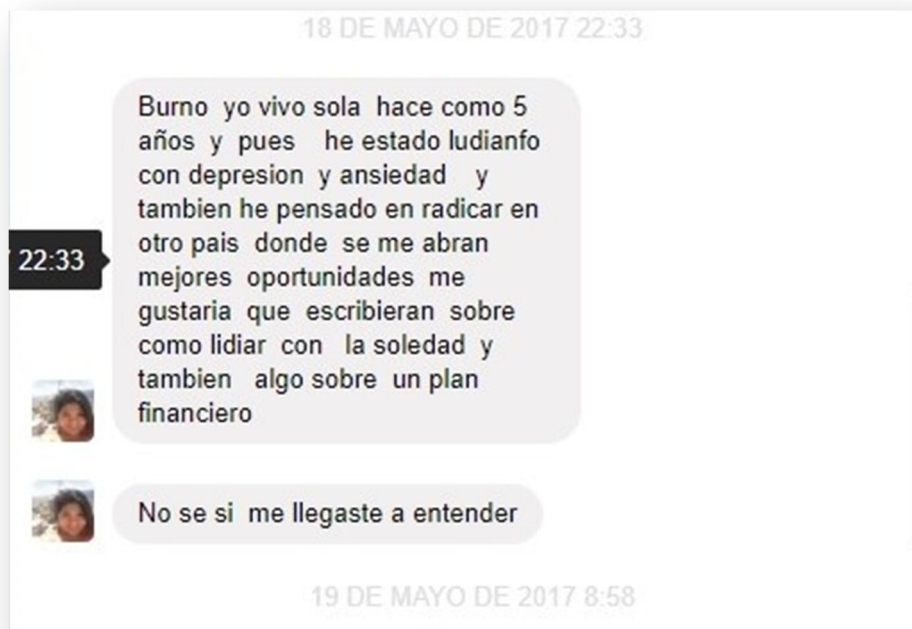 18 DE MAYO DE 2017 22:33
Burno yo vivo sola hace como 5
años y pues he estado ludianfo
con depresion y ansiedad y
tambien he pensado en radicar en
otro pais donde se me abran
22:33
mejores oportunidades me
gustaria que escribieran sobre
como lidiar con la soledad y
tambien algo sobre un plan
financiero
No se si me llegaste a entender
19 DE MAYO DE 2017 8:58